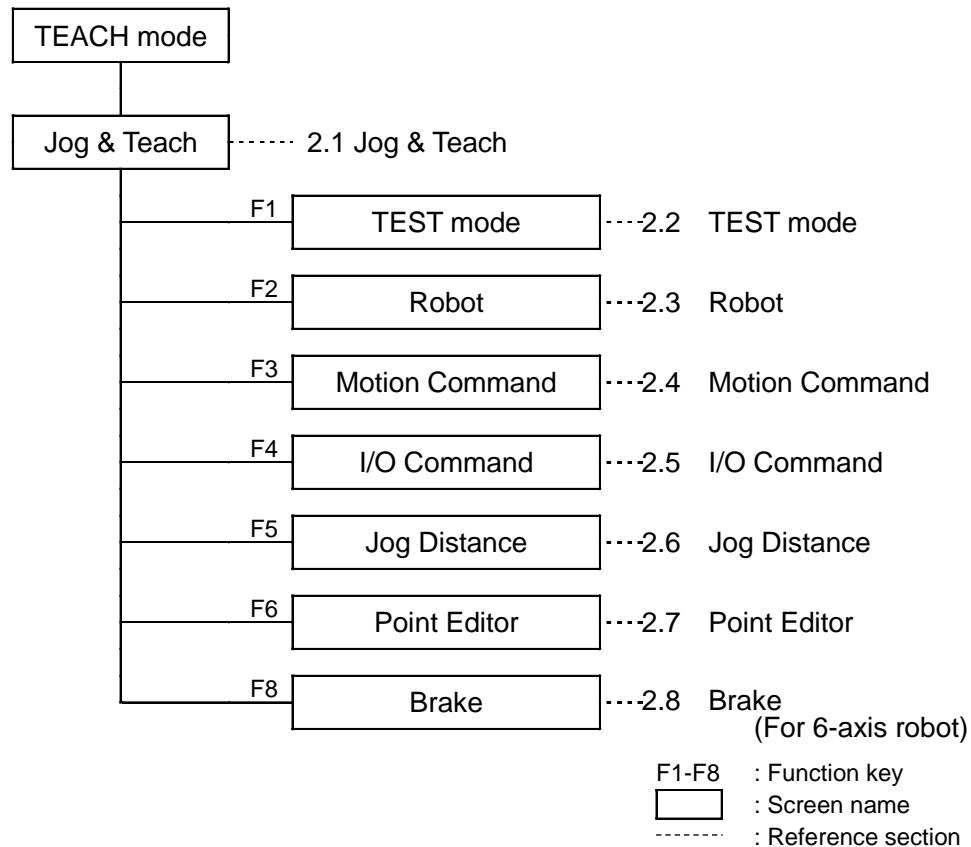 TEACH mode
Jog & Teach 2.1 Jog & Teach
F1 TEST mode 2.2 TEST mode
F2 Robot 2.3 Robot
F3 Motion Command 2.4 Motion Command
F4 I/O Command 2.5 I/O Command
F5 Jog Distance 2.6 Jog Distance
F6 Point Editor 2.7 Point Editor
F8 Brake 2.8 Brake
(For 6-axis robot)
F1-F8 : Function key
: Screen name
: Reference section